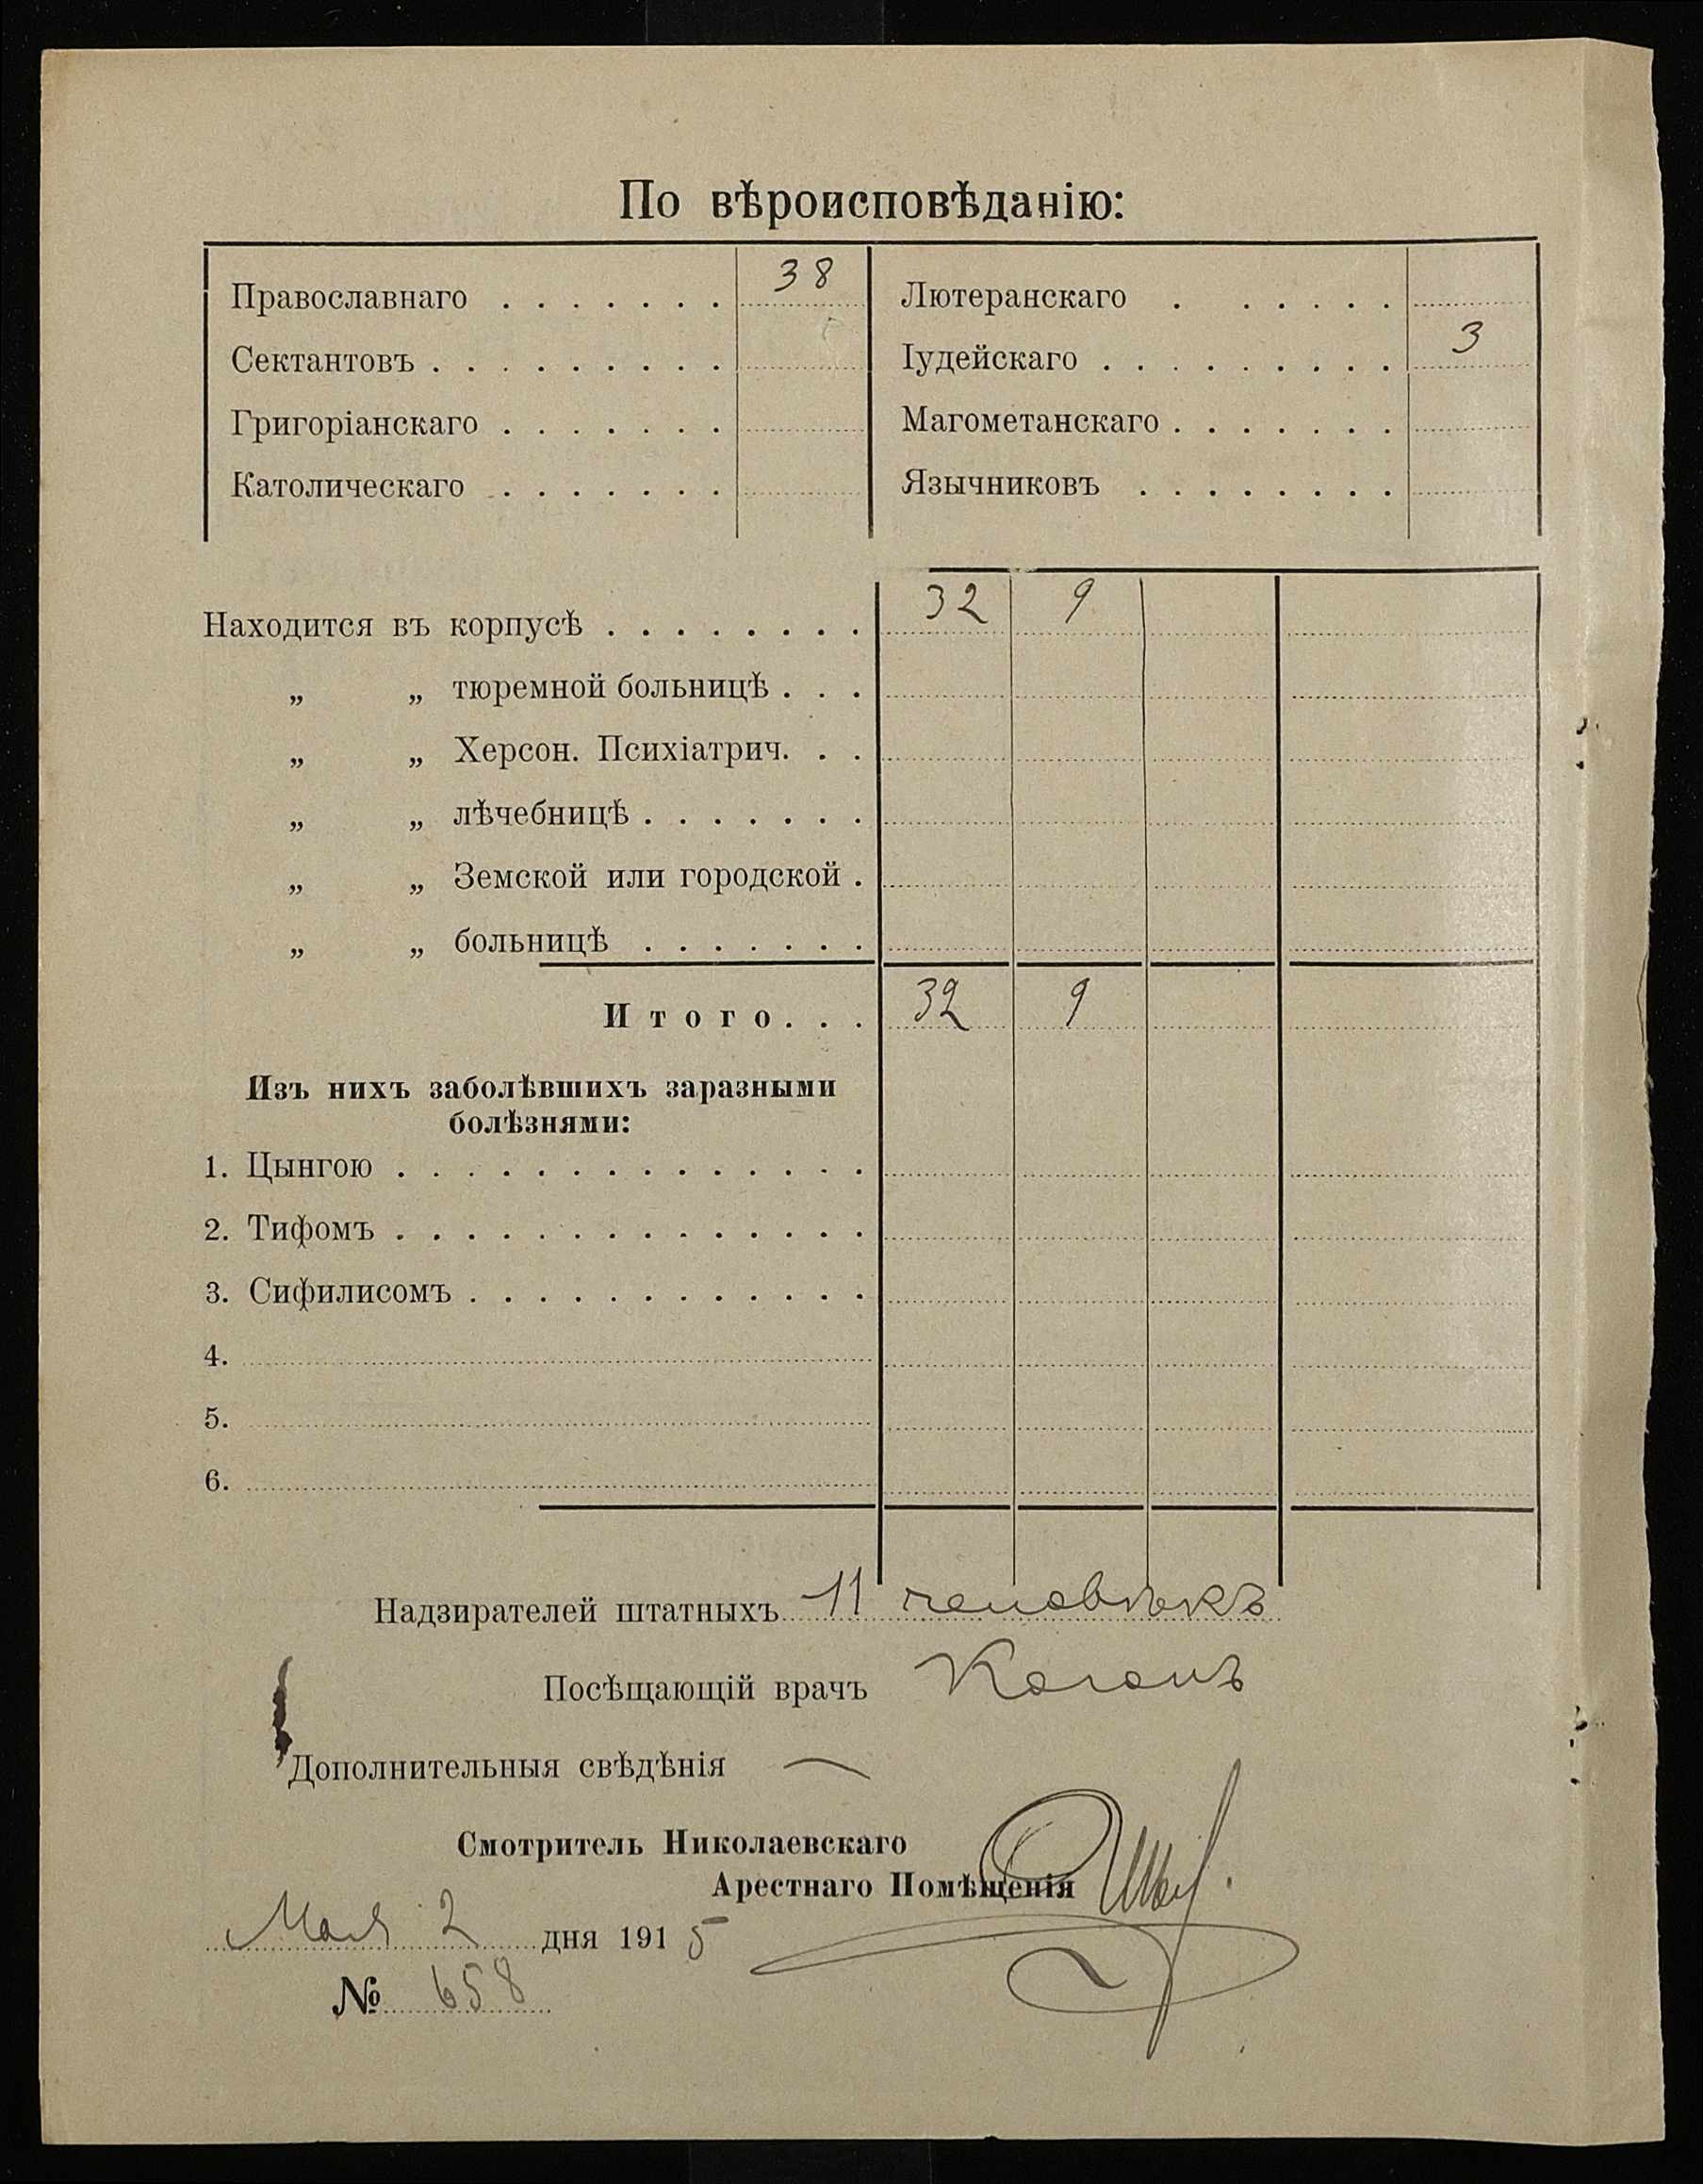 По вѣроисповѣданію:
Православнаго . . . . . . . 38 Лютеранскаго . . . . . .
Сектантовъ . . . . . . . . . Іудейскаго . . . . . . . . . 3
Григоріанскаго . . . . . . . Магометанскаго . . . . . . .
Католическаго . . . . . . . Язычниковъ . . . . . . . .
Находится въ корпусѣ . . . . . . . . 32 9
„ „ тюремной больницѣ . . .
„ „ Херсон. Психіатрич. . .
„ „ лѣчебницѣ . . . . . . .
„ „ Земской или городской .
„ „ больницѣ . . . . . . .
Итого . . . 32 9
Изъ нихъ заболѣвшихъ заразными
болѣзнями:
1. Цынгою . . . . . . . . . . . . . .
2. Тифомъ . . . . . . . . . . . . . .
3. Сифилисомъ . . . . . . . . . . . .
4.
5.
6.
Надзирателей штатныхъ 11 человѣкъ
Посѣщающій врачъ Коганъ
Дополнительныя свѣдѣнія —
Смотритель Николаевскаго
Арестнаго Помѣщенія
Мая 2 дня 1915
№ 658